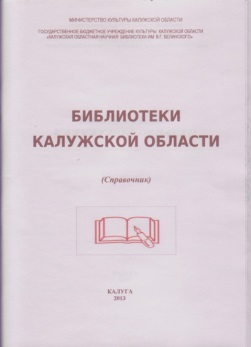 МИНИСТЕРСТВО КУЛЬТУРЫ КАЛУЖСКОЙ ОБЛАСТИ
ГОСУДАРСТВЕННОЕ БЮДЖЕТНОЕ УЧРЕЖДЕНИЕ КУЛЬТУРЫ КАЛУЖСКОЙ ОБЛАСТИ
«КАЛУЖСКАЯ ОБЛАСТНАЯ НАУЧНАЯ БИБЛИОТЕКА ИМ. В.Г. БЕЛИНСКОГО»
БИБЛИОТЕКИ
КАЛУЖСКОЙ ОБЛАСТИ
(Справочник)
КАЛУГА
2013